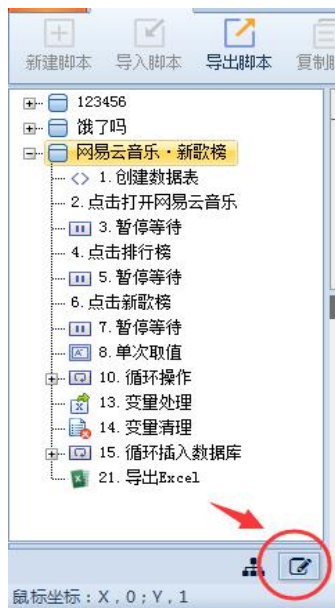 新建脚本 导入脚本 导出脚本 复制
123456
饿了吗
网易云音乐·新歌榜
1. 创建数据表
2. 点击打开网易云音乐
3. 暂停等待
4. 点击排行榜
5. 暂停等待
6. 点击新歌榜
7. 暂停等待
8. 单次取值
10. 循环操作
13. 变量处理
14. 变量清理
15. 循环插入数据库
21. 导出Excel
鼠标坐标:X,0;Y,1